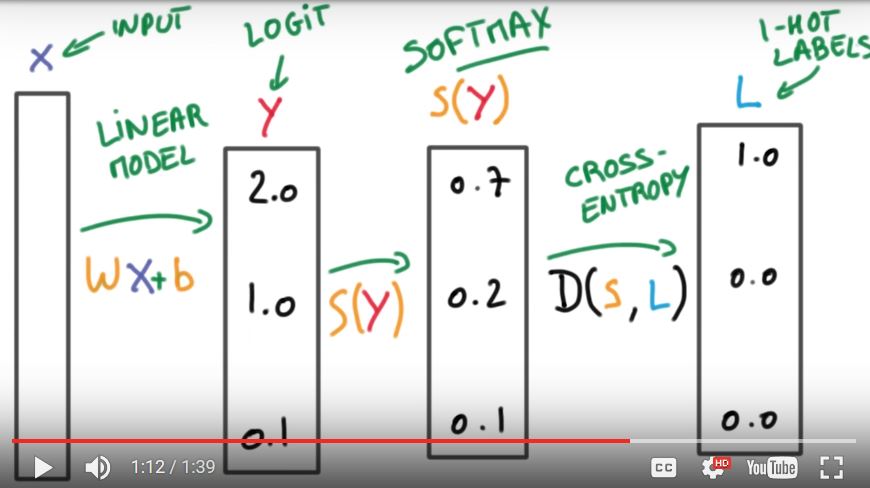 INPUT
X
LINEAR
MODEL
WX+b
LOGIT
Y
2.0
1.0
0.1
S(Y)
SOFTMAX
S(Y)
0.7
0.2
0.1
CROSS-
ENTROPY
D(S,L)
1-HOT
LABELS
L
1.0
0.0
0.0
1:12 / 1:39
CC
HD
YouTube